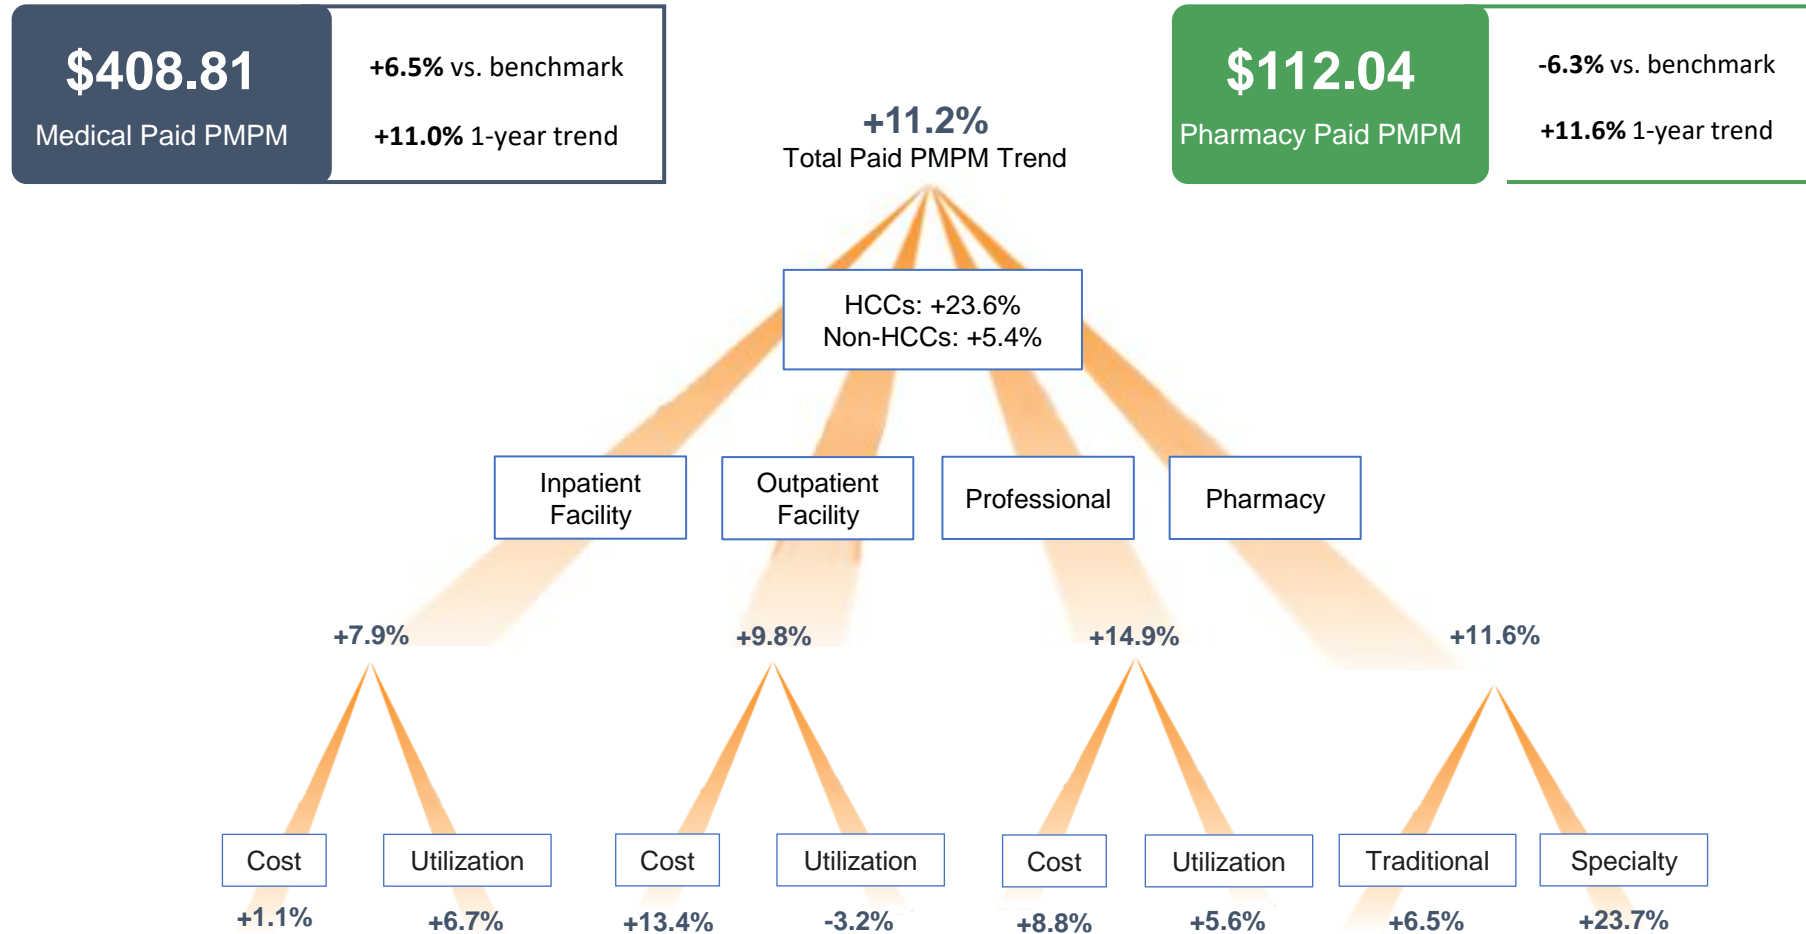 $408.81
Medical Paid PMPM
+6.5% vs. benchmark
+11.0% 1-year trend
+11.2%
Total Paid PMPM Trend
$112.04
Pharmacy Paid PMPM
-6.3% vs. benchmark
+11.6% 1-year trend
HCCs: +23.6%
Non-HCCs: +5.4%
Inpatient
Facility
Outpatient
Facility
Professional
Pharmacy
+7.9%
+9.8%
+14.9%
+11.6%
Cost
Utilization
Cost
Utilization
Cost
Utilization
Traditional
Specialty
+1.1%
+6.7%
+13.4%
-3.2%
+8.8%
+5.6%
+6.5%
+23.7%